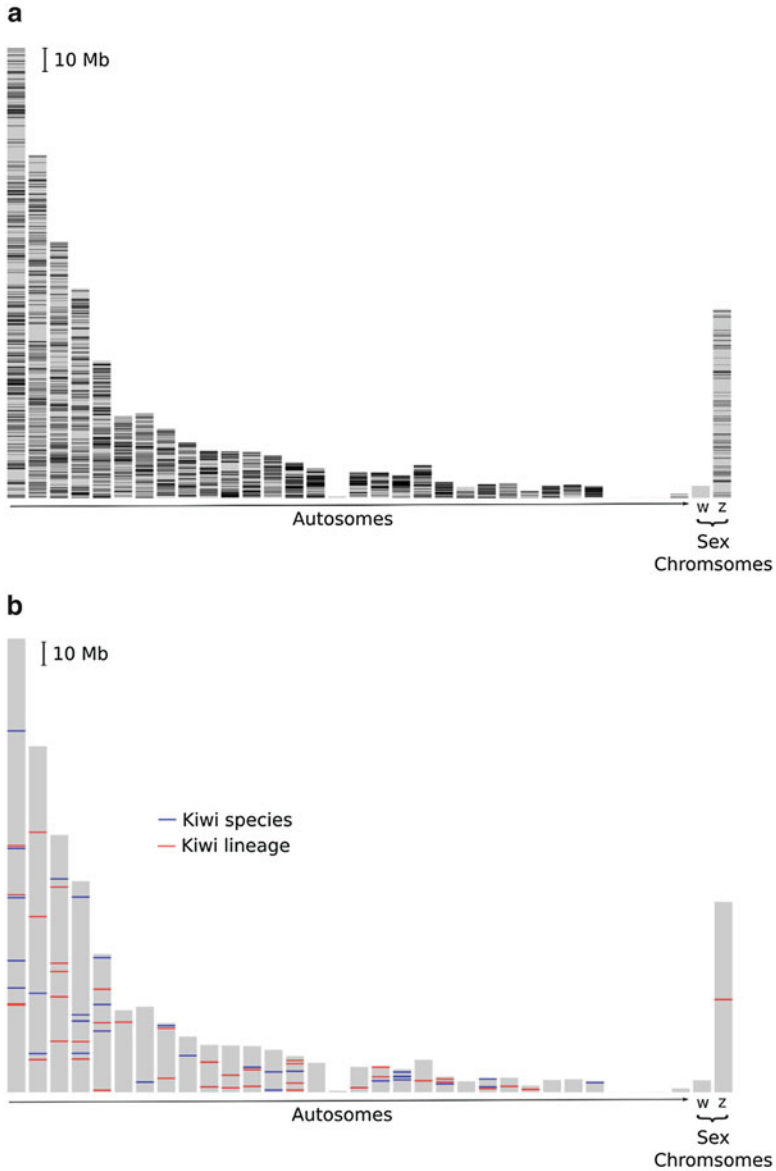 a
10 Mb
Autosomes
W Z
Sex
Chromsomes
b
10 Mb
Kiwi species
Kiwi lineage
Autosomes
W Z
Sex
Chromsomes